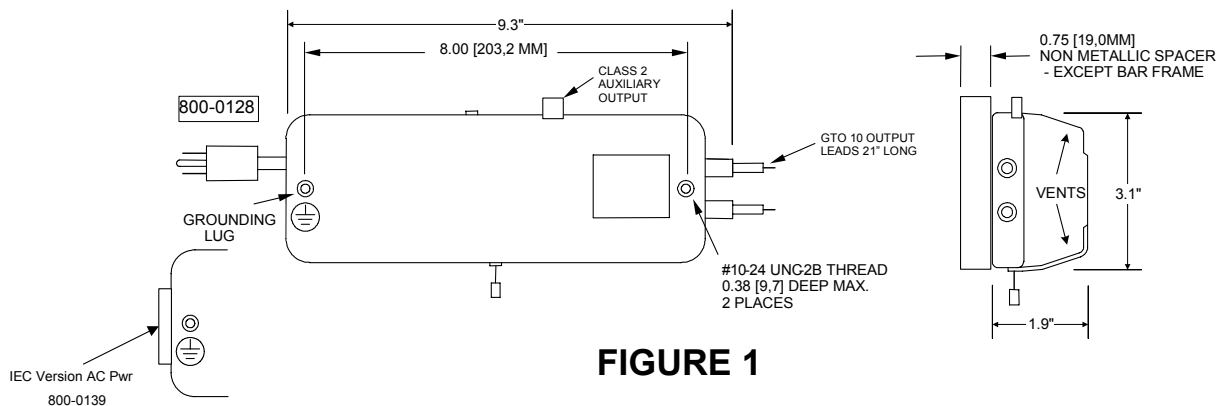 9.3"
8.00 [203,2 MM]
CLASS 2
AUXILIARY
OUTPUT
800-0128
GTO 10 OUTPUT
LEADS 21" LONG
GROUNDING
LUG
#10-24 UNC-2B THREAD
0.38 [9,7] DEEP MAX.
2 PLACES
0.75 [19,0MM]
NON METALLIC SPACER
- EXCEPT BAR FRAME
VENTS
3.1"
1.9"
IEC Version AC Pwr
800-0139
FIGURE 1